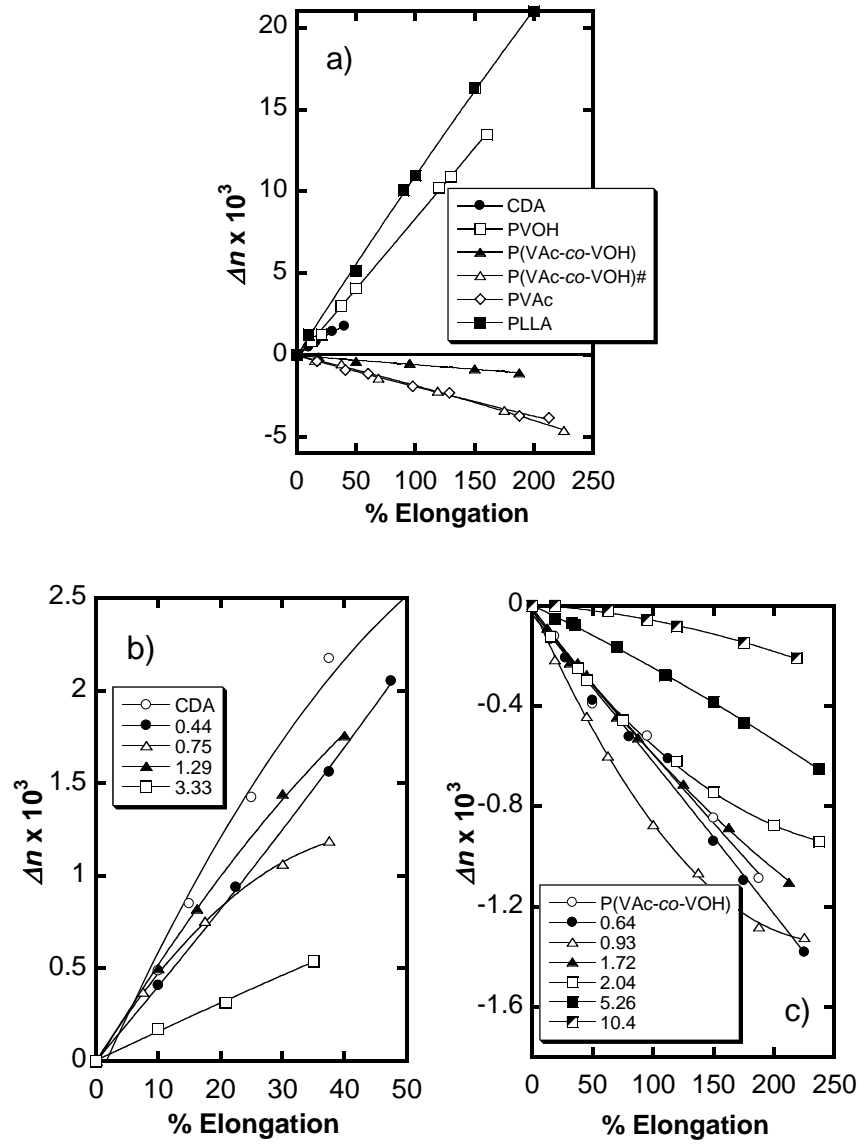 a)
20
15
10
5
0
-5
Δn x 10³
CDA
PVOH
P(VAc-co-VOH)
P(VAc-co-VOH)#
PVAc
PLLA
0 50 100 150 200 250
% Elongation
b)
2.5
2
1.5
1
0.5
0
Δn x 10³
CDA
0.44
0.75
1.29
3.33
0 10 20 30 40 50
% Elongation
0
-0.4
-0.8
-1.2
-1.6
Δn x 10³
P(VAc-co-VOH)
0.64
0.93
1.72
2.04
5.26
10.4
c)
0 50 100 150 200 250
% Elongation